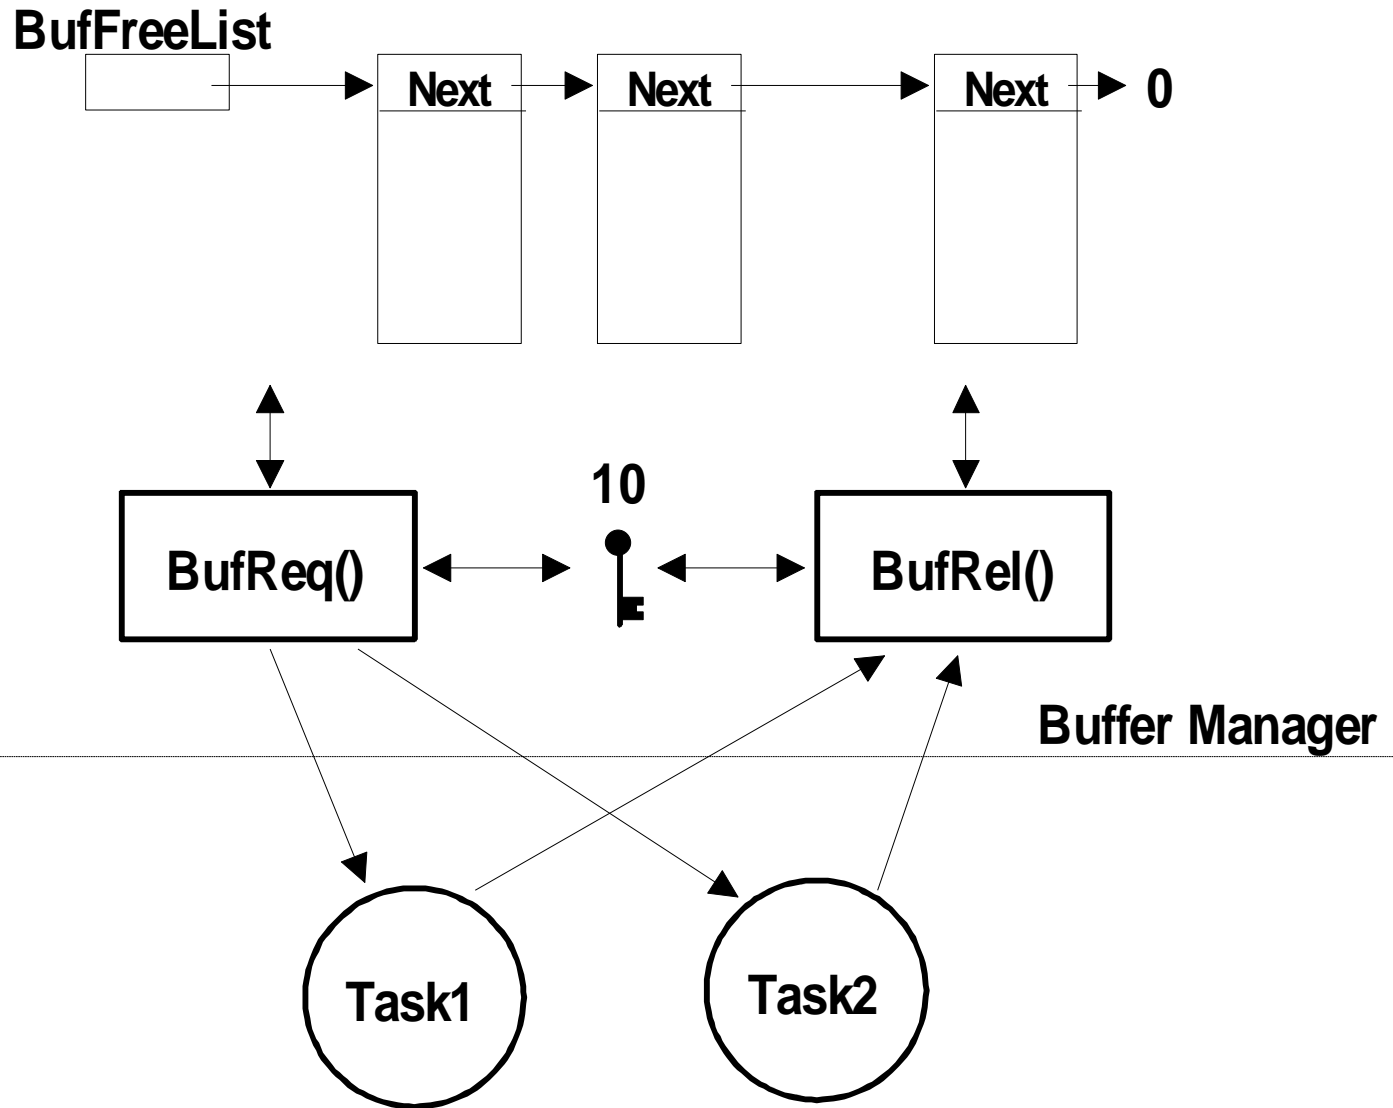 BufFreeList
Next Next Next 0
10
BufReq() BufRel()
Buffer Manager
Task1 Task2